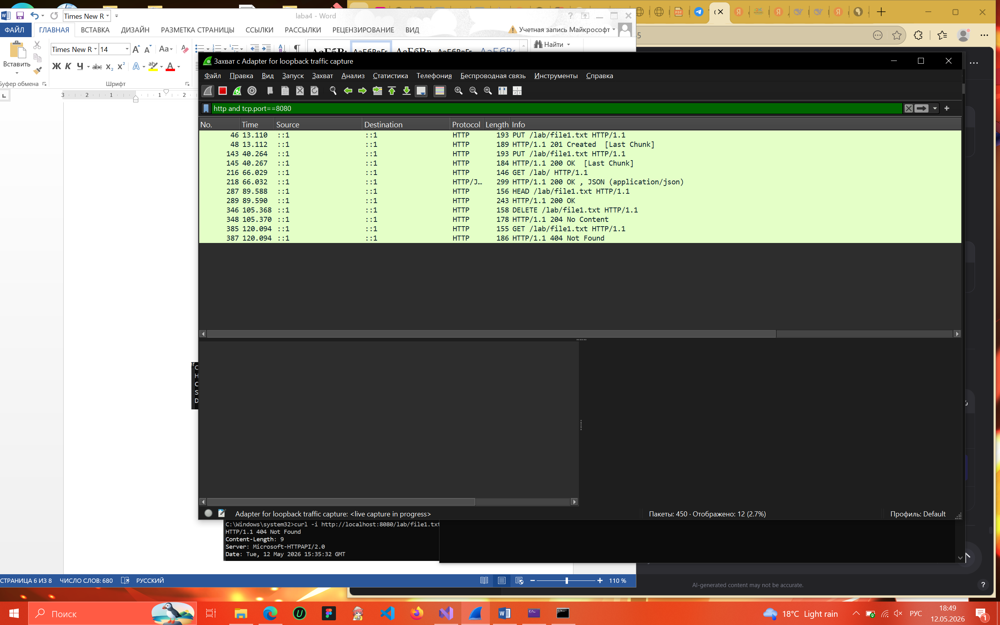 Times New R
laba4 - Word
ФАЙЛ ГЛАВНАЯ ВСТАВКА ДИЗАЙН РАЗМЕТКА СТРАНИЦЫ ССЫЛКИ РАССЫЛКИ РЕЦЕНЗИРОВАНИЕ ВИД
Учетная запись Майкрософт
Вставить
Times New R 14
Найти
Буфер обмена
Шрифт
3 2 1 1 2
Захват с Adapter for loopback traffic capture
Файл Правка Вид Запуск Захват Анализ Статистика Телефония Беспроводная связь Инструменты Справка
http and tcp.port==8080
No. Time Source Destination Protocol Length Info
46 13.110 ::1 ::1 HTTP 193 PUT /lab/file1.txt HTTP/1.1
48 13.112 ::1 ::1 HTTP 189 HTTP/1.1 201 Created [Last Chunk]
143 40.264 ::1 ::1 HTTP 193 PUT /lab/file1.txt HTTP/1.1
145 40.267 ::1 ::1 HTTP 184 HTTP/1.1 200 OK [Last Chunk]
216 66.029 ::1 ::1 HTTP 146 GET /lab/ HTTP/1.1
218 66.032 ::1 ::1 HTTP/J… 299 HTTP/1.1 200 OK , JSON (application/json)
287 89.588 ::1 ::1 HTTP 156 HEAD /lab/file1.txt HTTP/1.1
289 89.590 ::1 ::1 HTTP 243 HTTP/1.1 200 OK
346 105.368 ::1 ::1 HTTP 158 DELETE /lab/file1.txt HTTP/1.1
348 105.370 ::1 ::1 HTTP 178 HTTP/1.1 204 No Content
385 120.094 ::1 ::1 HTTP 155 GET /lab/file1.txt HTTP/1.1
387 120.094 ::1 ::1 HTTP 186 HTTP/1.1 404 Not Found
Adapter for loopback traffic capture: <live capture in progress>
Пакеты: 450 · Отображено: 12 (2.7%)
Профиль: Default
C:\Windows\system32>curl -i http://localhost:8080/lab/file1.txt
HTTP/1.1 404 Not Found
Content-Length: 9
Server: Microsoft-HTTPAPI/2.0
Date: Tue, 12 May 2026 15:35:32 GMT
СТРАНИЦА 6 ИЗ 8 ЧИСЛО СЛОВ: 680 РУССКИЙ
110 %
AI-generated content may not be accurate.
Поиск
18°C Light rain
РУС
18:49
12.05.2026
1